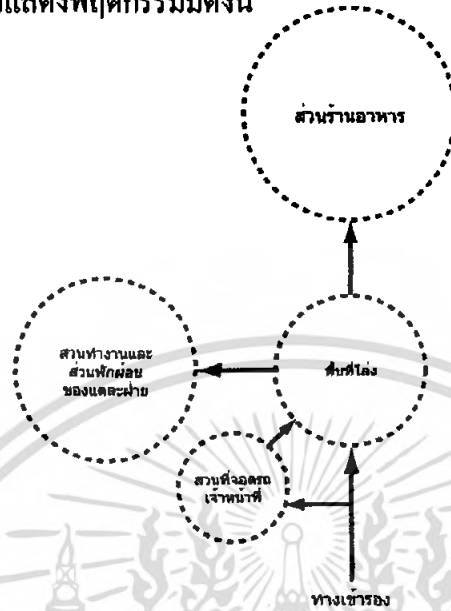 ส่วนร้านอาหาร
ส่วนทำงานและ
ส่วนพักผ่อน
ของแต่ละฝ่าย
พื้นที่โล่ง
ส่วนที่จอดรถ
เจ้าหน้าที่
ทางเข้ารอง